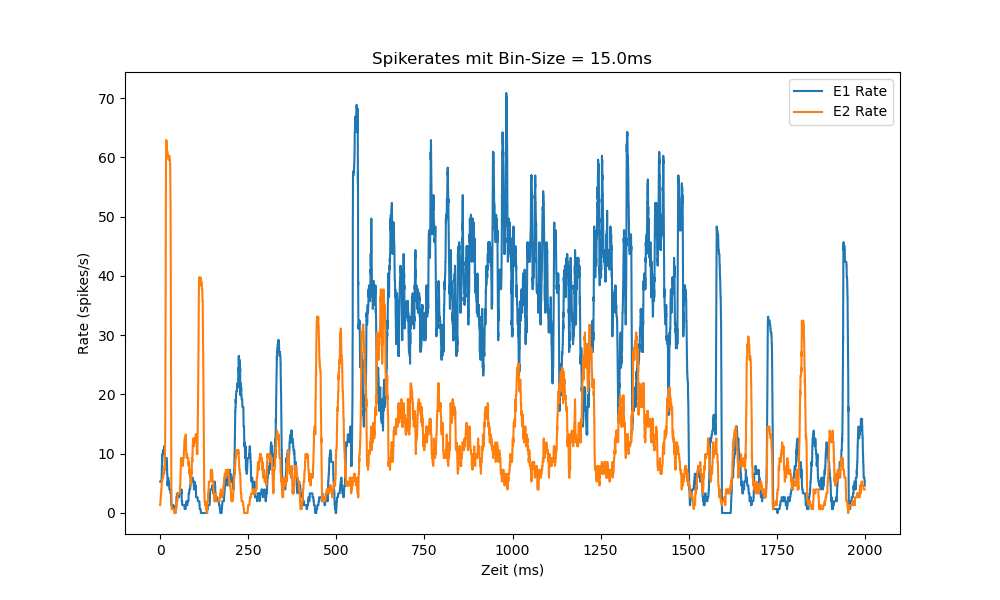 Spikerates mit Bin-Size = 15.0ms
E1 Rate
E2 Rate
70
60
50
40
30
20
10
0
Rate (spikes/s)
0 250 500 750 1000 1250 1500 1750 2000
Zeit (ms)